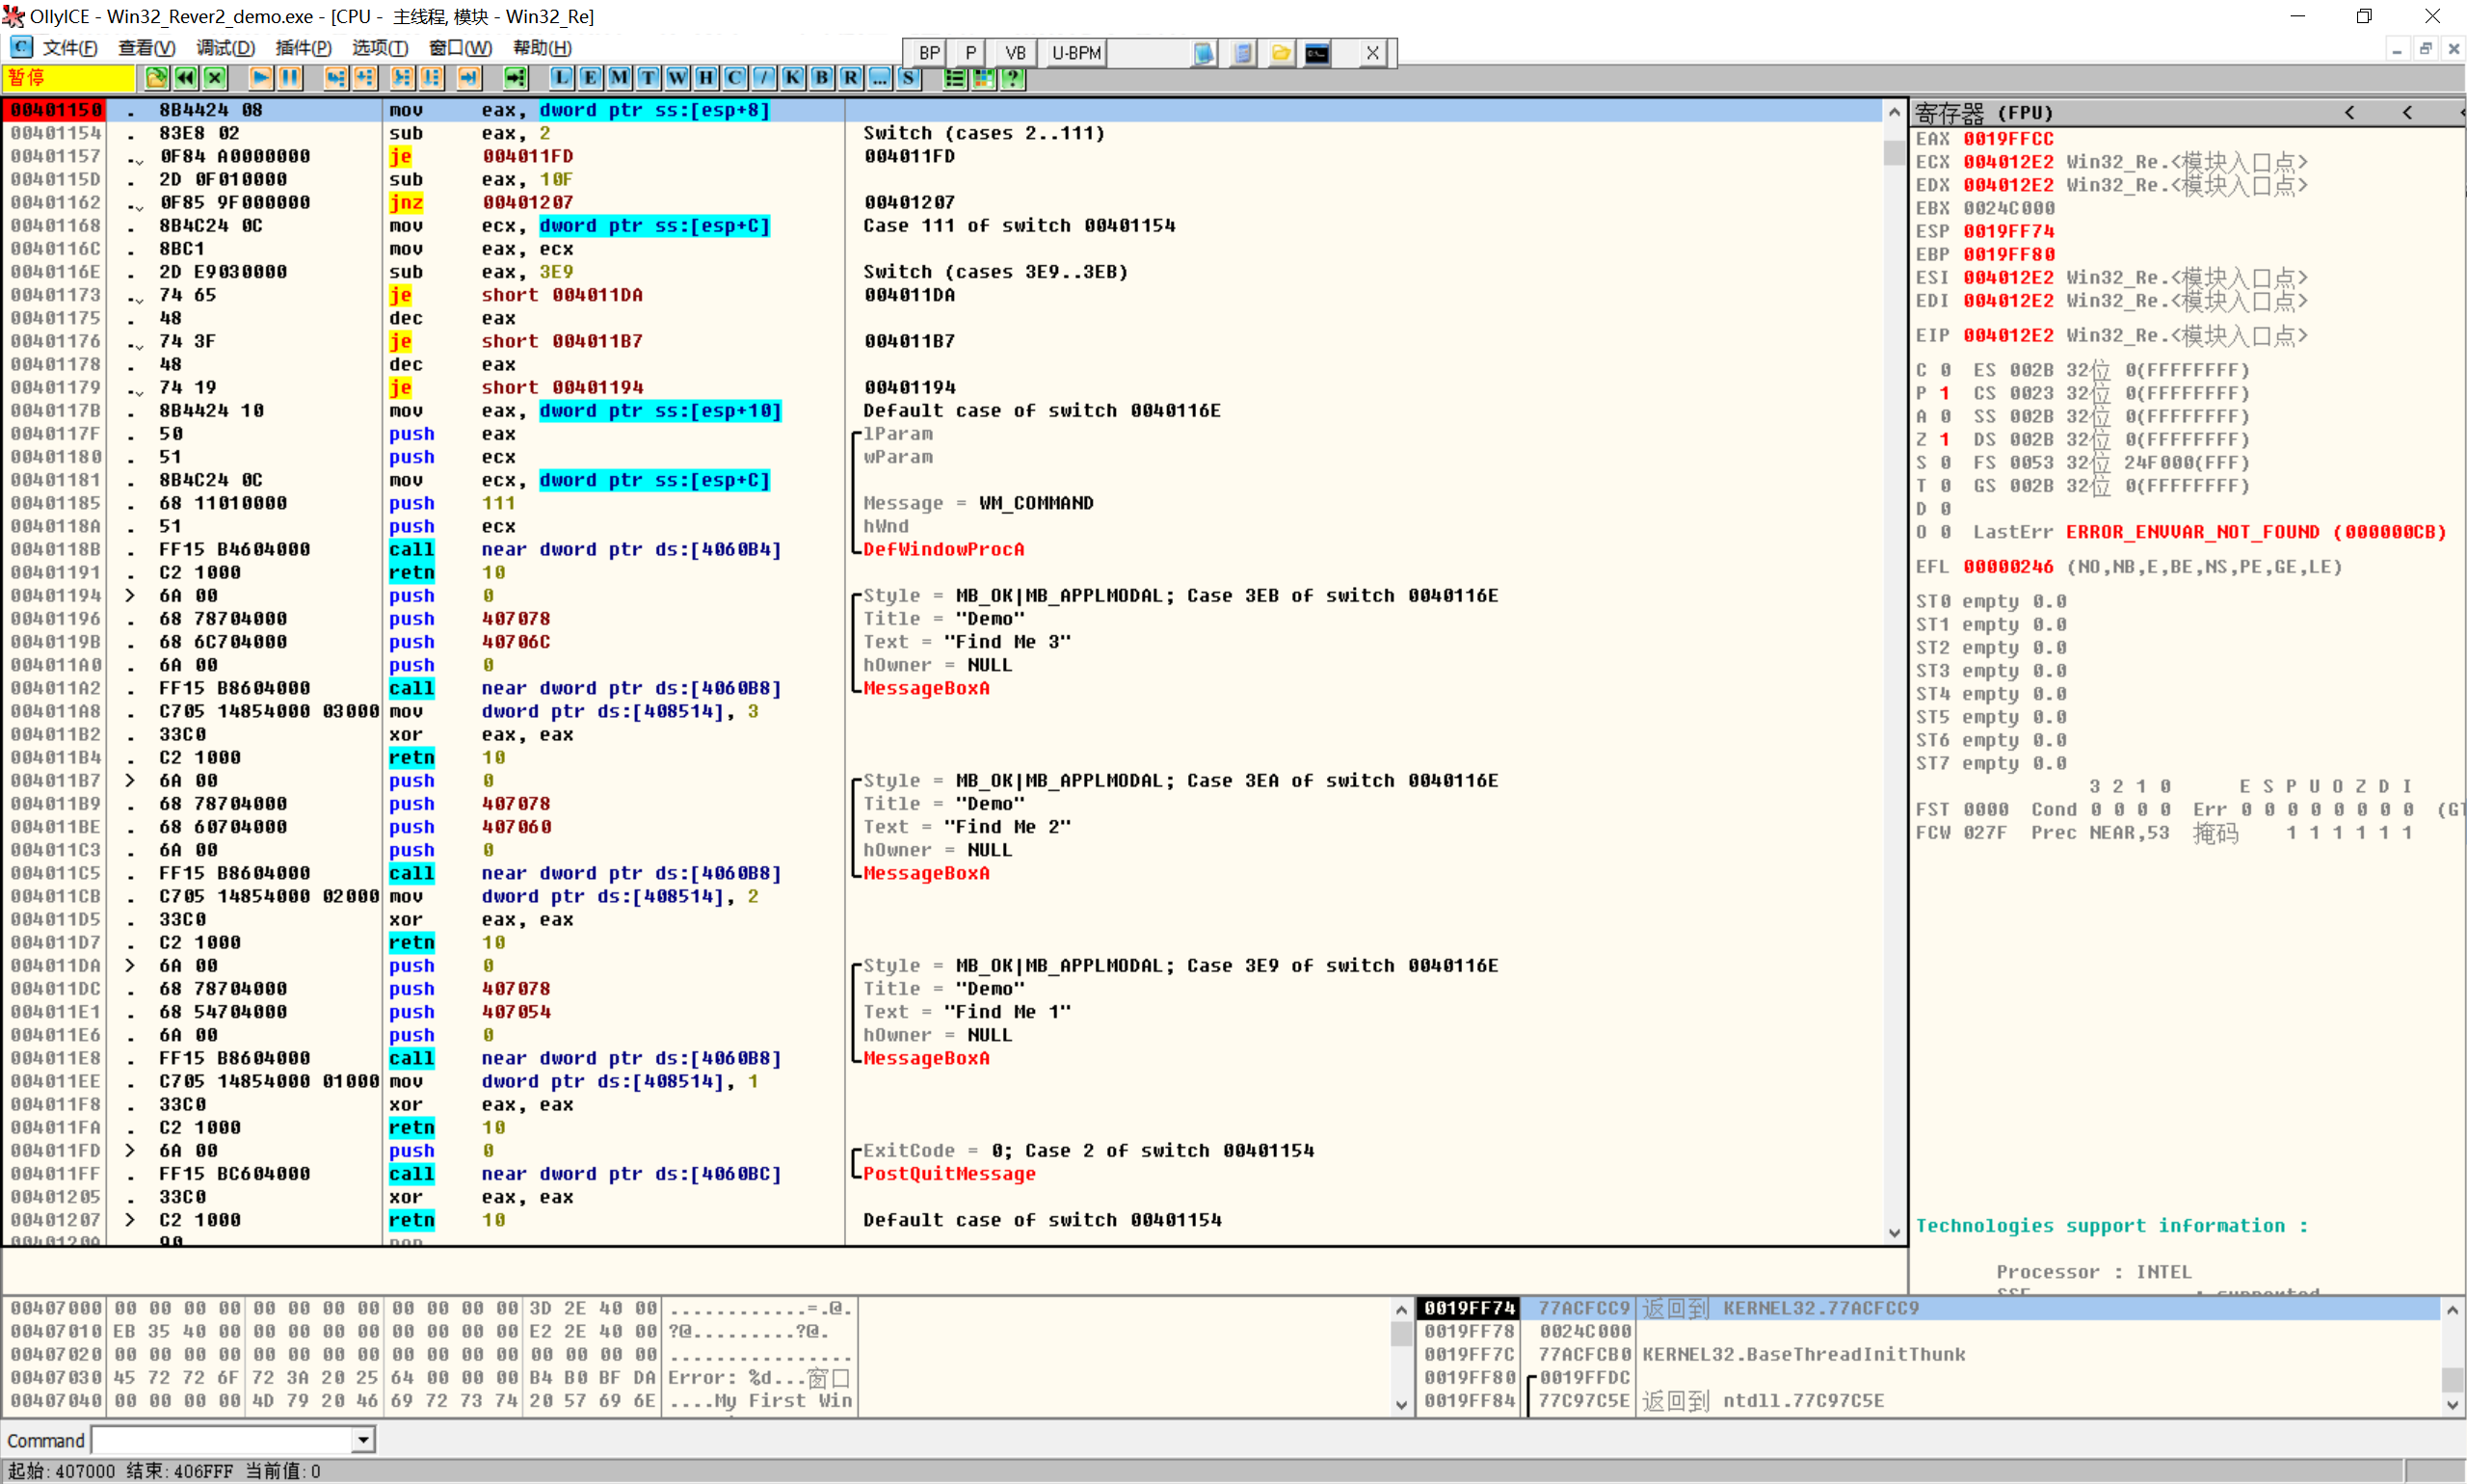 OllyICE - Win32_Rever2_demo.exe - [CPU - 主线程, 模块 - Win32_Re]
C 文件(F) 查看(V) 调试(D) 插件(P) 选项(T) 窗口(W) 帮助(H) BP P VB U-BPM X
暂停 L E M T W H C / K B R ... S ?
00401150 . 8B4424 08 mov eax, dword ptr ss:[esp+8]
00401154 . 83E8 02 sub eax, 2 Switch (cases 2..111)
00401157 . 0F84 A0000000 je 004011FD 004011FD
0040115D . 2D 0F010000 sub eax, 10F
00401162 . 0F85 9F000000 jnz 00401207 00401207
00401168 . 8B4C24 0C mov ecx, dword ptr ss:[esp+C] Case 111 of switch 00401154
0040116C . 8BC1 mov eax, ecx
0040116E . 2D E9030000 sub eax, 3E9 Switch (cases 3E9..3EB)
00401173 . 74 65 je short 004011DA 004011DA
00401175 . 48 dec eax
00401176 . 74 3F je short 004011B7 004011B7
00401178 . 48 dec eax
00401179 . 74 19 je short 00401194 00401194
0040117B . 8B4424 10 mov eax, dword ptr ss:[esp+10] Default case of switch 0040116E
0040117F . 50 push eax lParam
00401180 . 51 push ecx wParam
00401181 . 8B4C24 0C mov ecx, dword ptr ss:[esp+C]
00401185 . 68 11010000 push 111 Message = WM_COMMAND
0040118A . 51 push ecx hWnd
0040118B . FF15 B4604000 call near dword ptr ds:[4060B4] DefWindowProcA
00401191 . C2 1000 retn 10
00401194 > 6A 00 push 0 Style = MB_OK|MB_APPLMODAL; Case 3EB of switch 0040116E
00401196 . 68 78704000 push 407078 Title = "Demo"
0040119B . 68 6C704000 push 40706C Text = "Find Me 3"
004011A0 . 6A 00 push 0 hOwner = NULL
004011A2 . FF15 B8604000 call near dword ptr ds:[4060B8] MessageBoxA
004011A8 . C705 14854000 03000 mov dword ptr ds:[408514], 3
004011B2 . 33C0 xor eax, eax
004011B4 . C2 1000 retn 10
004011B7 > 6A 00 push 0 Style = MB_OK|MB_APPLMODAL; Case 3EA of switch 0040116E
004011B9 . 68 78704000 push 407078 Title = "Demo"
004011BE . 68 60704000 push 407060 Text = "Find Me 2"
004011C3 . 6A 00 push 0 hOwner = NULL
004011C5 . FF15 B8604000 call near dword ptr ds:[4060B8] MessageBoxA
004011CB . C705 14854000 02000 mov dword ptr ds:[408514], 2
004011D5 . 33C0 xor eax, eax
004011D7 . C2 1000 retn 10
004011DA > 6A 00 push 0 Style = MB_OK|MB_APPLMODAL; Case 3E9 of switch 0040116E
004011DC . 68 78704000 push 407078 Title = "Demo"
004011E1 . 68 54704000 push 407054 Text = "Find Me 1"
004011E6 . 6A 00 push 0 hOwner = NULL
004011E8 . FF15 B8604000 call near dword ptr ds:[4060B8] MessageBoxA
004011EE . C705 14854000 01000 mov dword ptr ds:[408514], 1
004011F8 . 33C0 xor eax, eax
004011FA . C2 1000 retn 10
004011FD > 6A 00 push 0 ExitCode = 0; Case 2 of switch 00401154
004011FF . FF15 BC604000 call near dword ptr ds:[4060BC] PostQuitMessage
00401205 . 33C0 xor eax, eax
00401207 > C2 1000 retn 10 Default case of switch 00401154
寄存器 (FPU) < <
EAX 0019FFCC
ECX 004012E2 Win32_Re.<模块入口点>
EDX 004012E2 Win32_Re.<模块入口点>
EBX 0024C000
ESP 0019FF74
EBP 0019FF80
ESI 004012E2 Win32_Re.<模块入口点>
EDI 004012E2 Win32_Re.<模块入口点>
EIP 004012E2 Win32_Re.<模块入口点>
C 0 ES 002B 32位 0(FFFFFFFF)
P 1 CS 0023 32位 0(FFFFFFFF)
A 0 SS 002B 32位 0(FFFFFFFF)
Z 1 DS 002B 32位 0(FFFFFFFF)
S 0 FS 0053 32位 24F000(FFF)
T 0 GS 002B 32位 0(FFFFFFFF)
D 0
O 0 LastErr ERROR_ENVVAR_NOT_FOUND (000000CB)
EFL 00000246 (NO,NB,E,BE,NS,PE,GE,LE)
ST0 empty 0.0
ST1 empty 0.0
ST2 empty 0.0
ST3 empty 0.0
ST4 empty 0.0
ST5 empty 0.0
ST6 empty 0.0
ST7 empty 0.0
3 2 1 0 E S P U O Z D I
FST 0000 Cond 0 0 0 0 Err 0 0 0 0 0 0 0 0 (GT
FCW 027F Prec NEAR,53 掩码 1 1 1 1 1 1
Technologies support information :
Processor : INTEL
00407000 00 00 00 00 00 00 00 00 00 00 00 00 3D 2E 40 00 ............=.@.
00407010 EB 35 40 00 00 00 00 00 00 00 00 00 E2 2E 40 00 ?@.........?@.
00407020 00 00 00 00 00 00 00 00 00 00 00 00 00 00 00 00 ................
00407030 45 72 72 6F 72 3A 20 25 64 00 00 00 B4 B0 BF DA Error: %d...窗口
00407040 00 00 00 00 4D 79 20 46 69 72 73 74 20 57 69 6E ....My First Win
0019FF74 77ACFCC9 返回到 KERNEL32.77ACFCC9
0019FF78 0024C000
0019FF7C 77ACFCB0 KERNEL32.BaseThreadInitThunk
0019FF80 0019FFDC
0019FF84 77C97C5E 返回到 ntdll.77C97C5E
Command
起始:407000 结束:406FFF 当前值:0